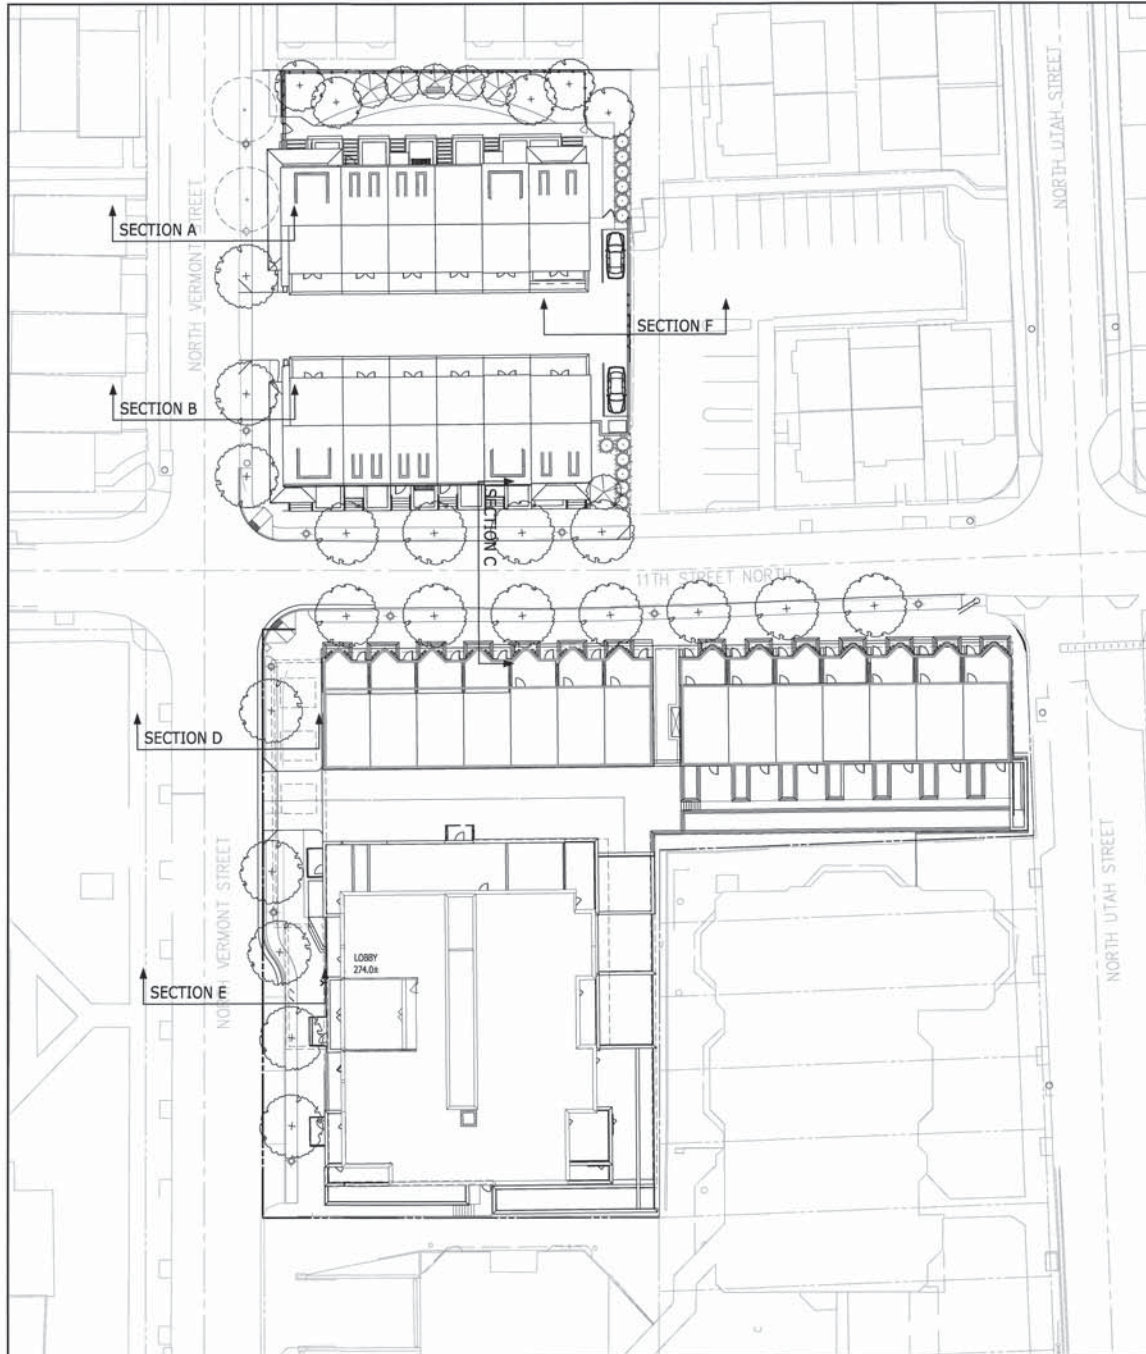 NORTH UTAH STREET
NORTH VERMONT STREET
SECTION A
SECTION F
SECTION B
SECTION C
11TH STREET NORTH
SECTION D
NORTH VERMONT STREET
NORTH UTAH STREET
LOBBY
274.0±
SECTION E